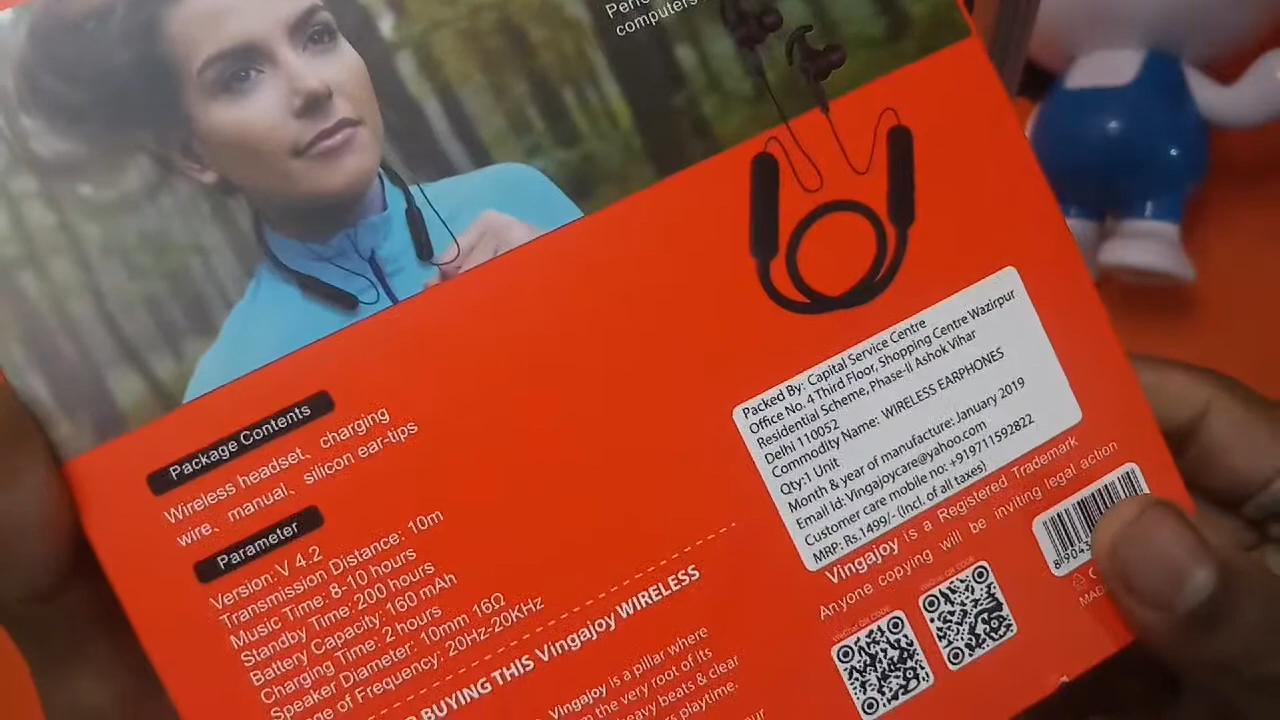 computers
Package Contents
Wireless headset、charging
wire、manual、silicon ear-tips
Parameter
Version: V 4.2
Transmission Distance: 10m
Music Time: 8-10 hours
Standby Time: 200 hours
Battery Capacity: 160 mAh
Charging Time: 2 hours
Speaker Diameter: 10mm 16Ω
of Frequency: 20Hz-20KHz
BUYING THIS Vingajoy WIRELESS
Vingajoy is a pillar where
the very root of its
heavy beats & clear
playtime.
Packed By: Capital Service Centre
Office No. 4 Third Floor, Shopping Centre Wazirpur
Residential Scheme, Phase-II Ashok Vihar
Delhi 110052
Commodity Name: WIRELESS EARPHONES
Qty:1 Unit
Month & year of manufacture: January 2019
Email Id: Vingajoycare@yahoo.com
Customer care mobile no: +919711592822
MRP: Rs.1499/- (Incl. of all taxes)
Vingajoy is a Registered Trademark
Anyone copying will be inviting legal action